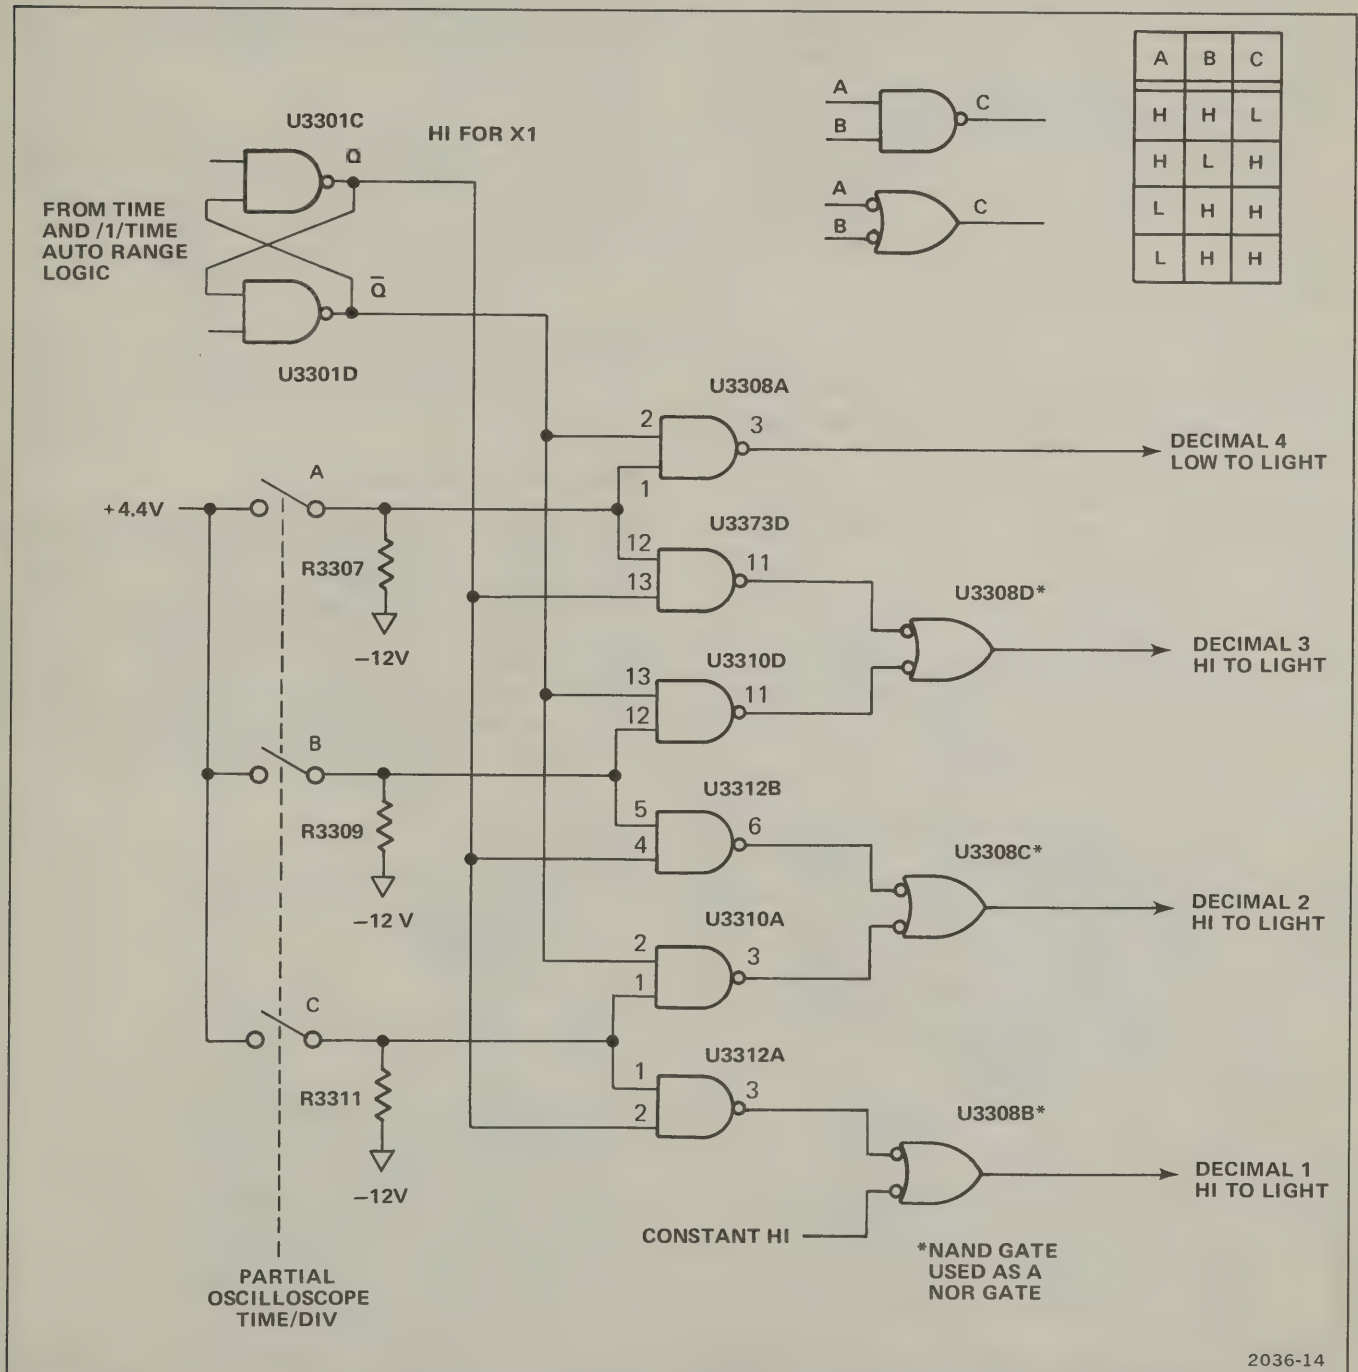 A B C
H H L
H L H
L H H
L H H
A
B
C
A
B
C
U3301C
Q
HI FOR X1
FROM TIME
AND /1/TIME
AUTO RANGE
LOGIC
Q̅
U3301D
U3308A
2
3
1
DECIMAL 4
LOW TO LIGHT
A
+4.4V
R3307
−12V
U3373D
12
11
13
U3308D*
DECIMAL 3
HI TO LIGHT
U3310D
13
11
12
B
R3309
−12 V
U3312B
5
6
4
U3308C*
DECIMAL 2
HI TO LIGHT
U3310A
2
3
1
C
R3311
−12V
U3312A
1
3
2
U3308B*
DECIMAL 1
HI TO LIGHT
CONSTANT HI
*NAND GATE
USED AS A
NOR GATE
PARTIAL
OSCILLOSCOPE
TIME/DIV
2036-14